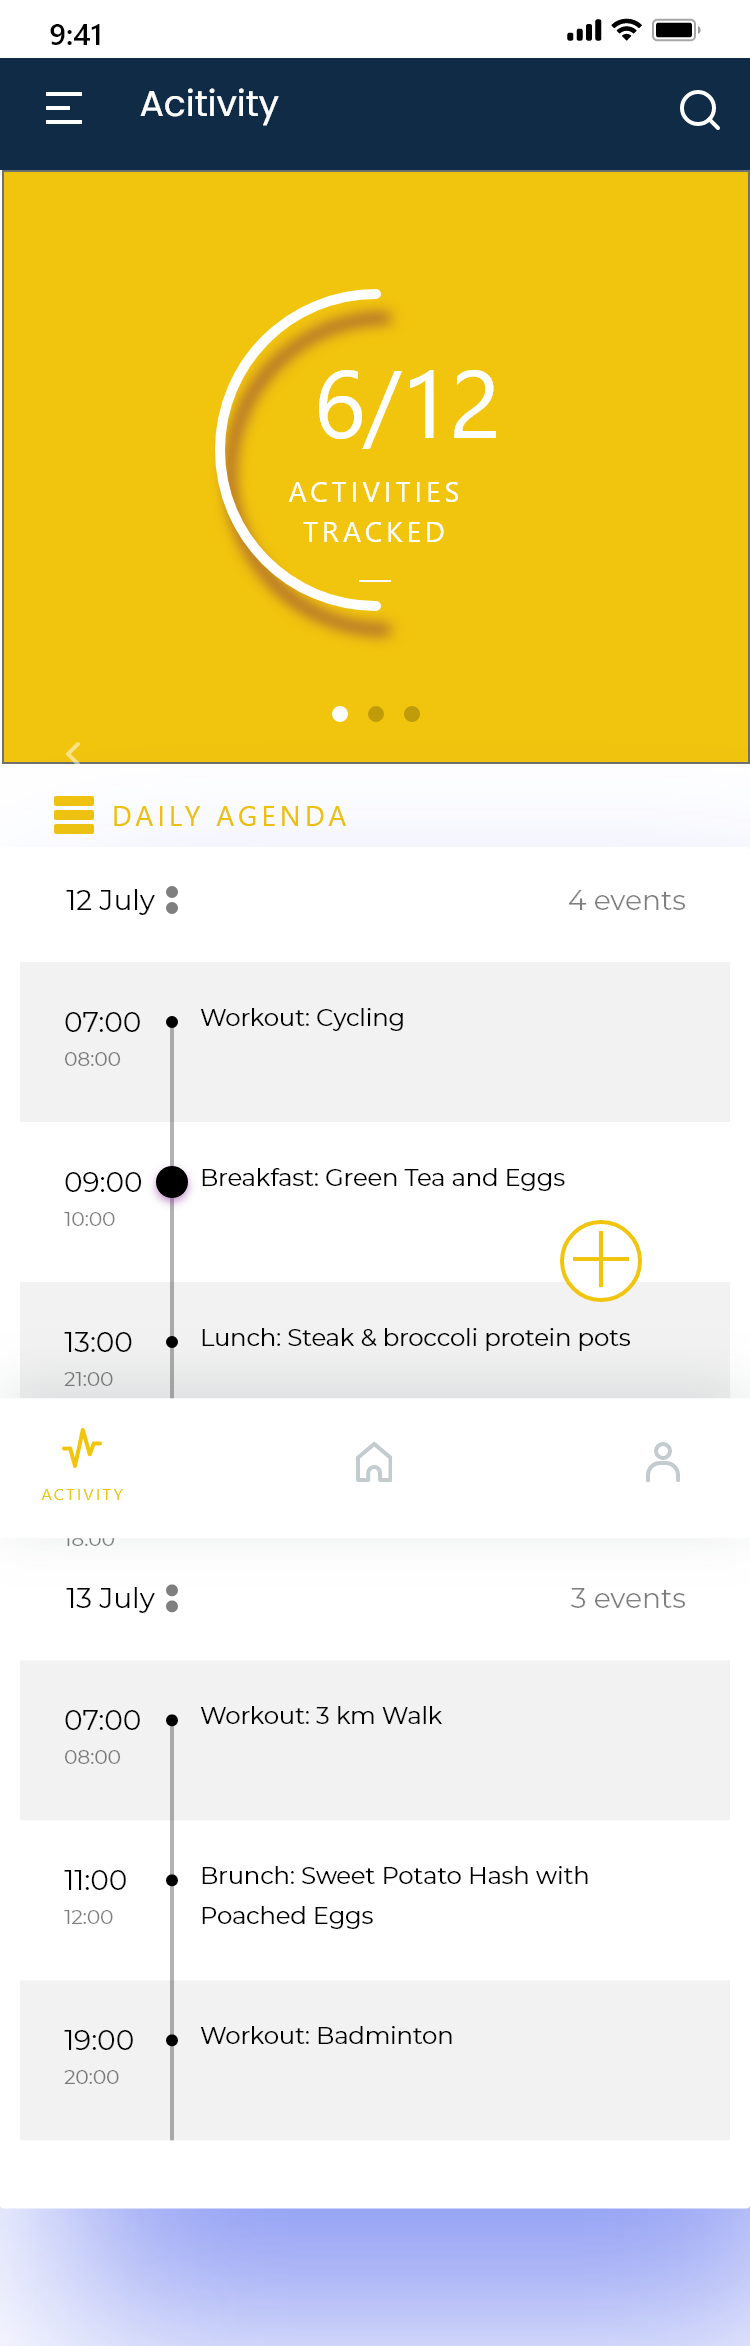 9:41
Acitivity
6/12
ACTIVITIES
TRACKED
DAILY AGENDA
12 July
4 events
07:00
Workout: Cycling
08:00
09:00
Breakfast: Green Tea and Eggs
10:00
13:00
Lunch: Steak & broccoli protein pots
21:00
ACTIVITY
18:00
13 July
3 events
07:00
Workout: 3 km Walk
08:00
11:00
Brunch: Sweet Potato Hash with
Poached Eggs
12:00
19:00
Workout: Badminton
20:00